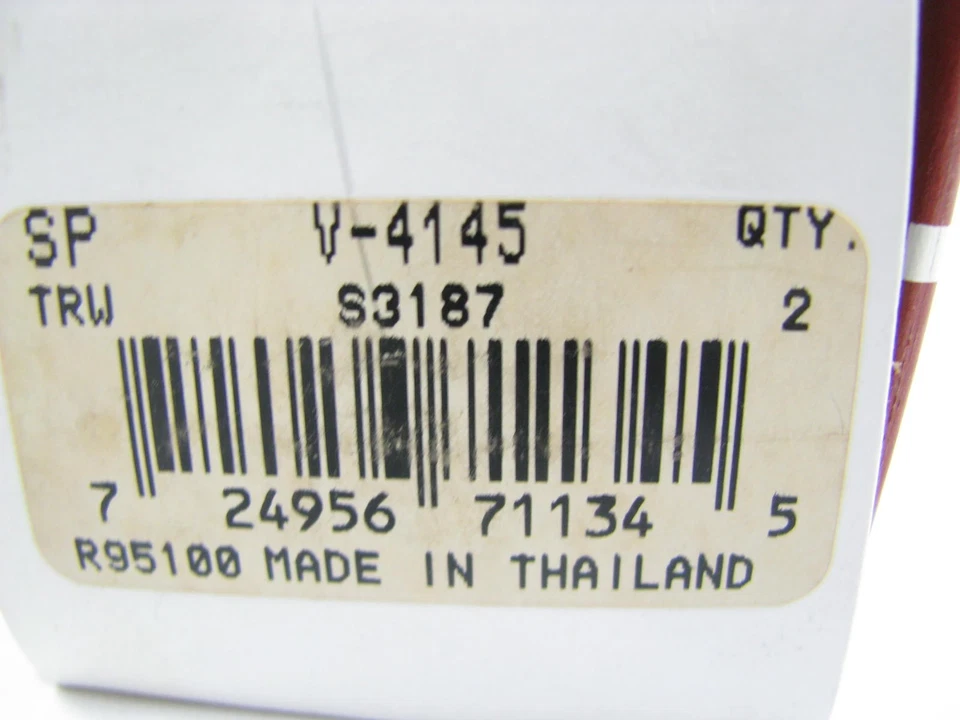 SP V-4145 QTY.
TRW S3187 2
7 24956 71134 5
R95100 MADE IN THAILAND